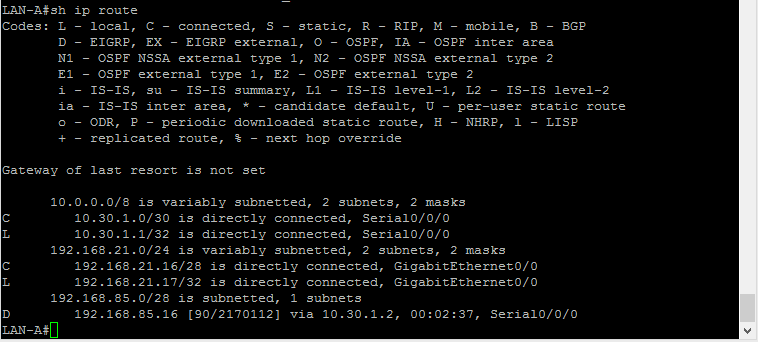 LAN-A#sh ip route
Codes: L - local, C - connected, S - static, R - RIP, M - mobile, B - BGP
       D - EIGRP, EX - EIGRP external, O - OSPF, IA - OSPF inter area
       N1 - OSPF NSSA external type 1, N2 - OSPF NSSA external type 2
       E1 - OSPF external type 1, E2 - OSPF external type 2
       i - IS-IS, su - IS-IS summary, L1 - IS-IS level-1, L2 - IS-IS level-2
       ia - IS-IS inter area, * - candidate default, U - per-user static route
       o - ODR, P - periodic downloaded static route, H - NHRP, l - LISP
       + - replicated route, % - next hop override

Gateway of last resort is not set

      10.0.0.0/8 is variably subnetted, 2 subnets, 2 masks
C        10.30.1.0/30 is directly connected, Serial0/0/0
L        10.30.1.1/32 is directly connected, Serial0/0/0
      192.168.21.0/24 is variably subnetted, 2 subnets, 2 masks
C        192.168.21.16/28 is directly connected, GigabitEthernet0/0
L        192.168.21.17/32 is directly connected, GigabitEthernet0/0
      192.168.85.0/28 is subnetted, 1 subnets
D        192.168.85.16 [90/2170112] via 10.30.1.2, 00:02:37, Serial0/0/0
LAN-A#